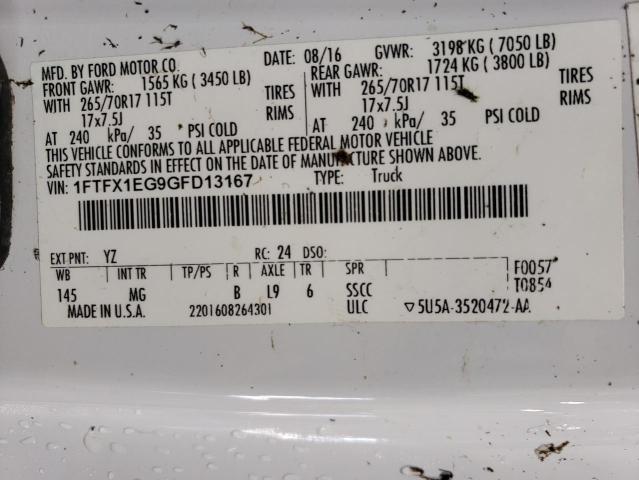 MFD. BY FORD MOTOR CO.
DATE: 08/16 GVWR: 3198 KG ( 7050 LB)
FRONT GAWR: 1565 KG ( 3450 LB)
REAR GAWR: 1724 KG ( 3800 LB)
WITH 265/70R17 115T TIRES
WITH 265/70R17 115T TIRES
17x7.5J RIMS
17x7.5J RIMS
AT 240 kPa/ 35 PSI COLD
AT 240 kPa/ 35 PSI COLD
THIS VEHICLE CONFORMS TO ALL APPLICABLE FEDERAL MOTOR VEHICLE
SAFETY STANDARDS IN EFFECT ON THE DATE OF MANUFACTURE SHOWN ABOVE.
VIN: 1FTFX1EG9GFD13167 TYPE: Truck
EXT PNT: YZ RC: 24 DSO:
WB INT TR TP/PS R AXLE TR SPR
F0057
145 MG B L9 6 SSCC
T0854
MADE IN U.S.A. 2201608264301 ULC ▽5U5A-3520472-AA